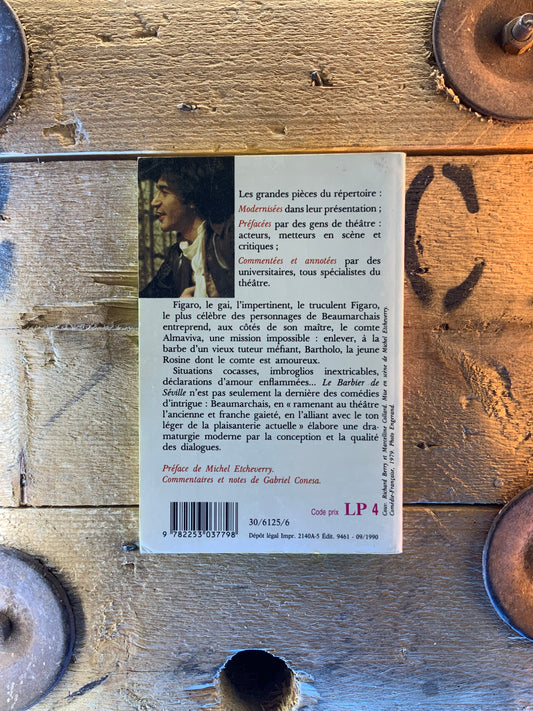 Les grandes pièces du répertoire :
Modernisées dans leur présentation ;
Préfacées par des gens de théâtre :
acteurs, metteurs en scène et
critiques ;
Commentées et annotées par des
universitaires, tous spécialistes du
théâtre.
Figaro, le gai, l'impertinent, le truculent Figaro,
le plus célèbre des personnages de Beaumarchais
entreprend, aux côtés de son maître, le comte
Almaviva, une mission impossible : enlever, à la
barbe d'un vieux tuteur méfiant, Bartholo, la jeune
Rosine dont le comte est amoureux.
Situations cocasses, imbroglios inextricables,
déclarations d'amour enflammées... Le Barbier de
Séville n'est pas seulement la dernière des comédies
d'intrigue : Beaumarchais, en « ramenant au théâtre
l'ancienne et franche gaieté, en l'alliant avec le ton
léger de la plaisanterie actuelle » élabore une dra-
maturgie moderne par la conception et la qualité
des dialogues.
Préface de Michel Etcheverry.
Commentaires et notes de Gabriel Conesa.
Couv. Richard Berry et Marcelline Collard. Mise en scène de Michel Etcheverry.
Comédie-Française, 1979. Photo Enguerand.
30/6125/6
Code prix LP 4
9 782253 037798
Dépôt légal Impr. 2140A-5 Édit. 9461 - 09/1990
C